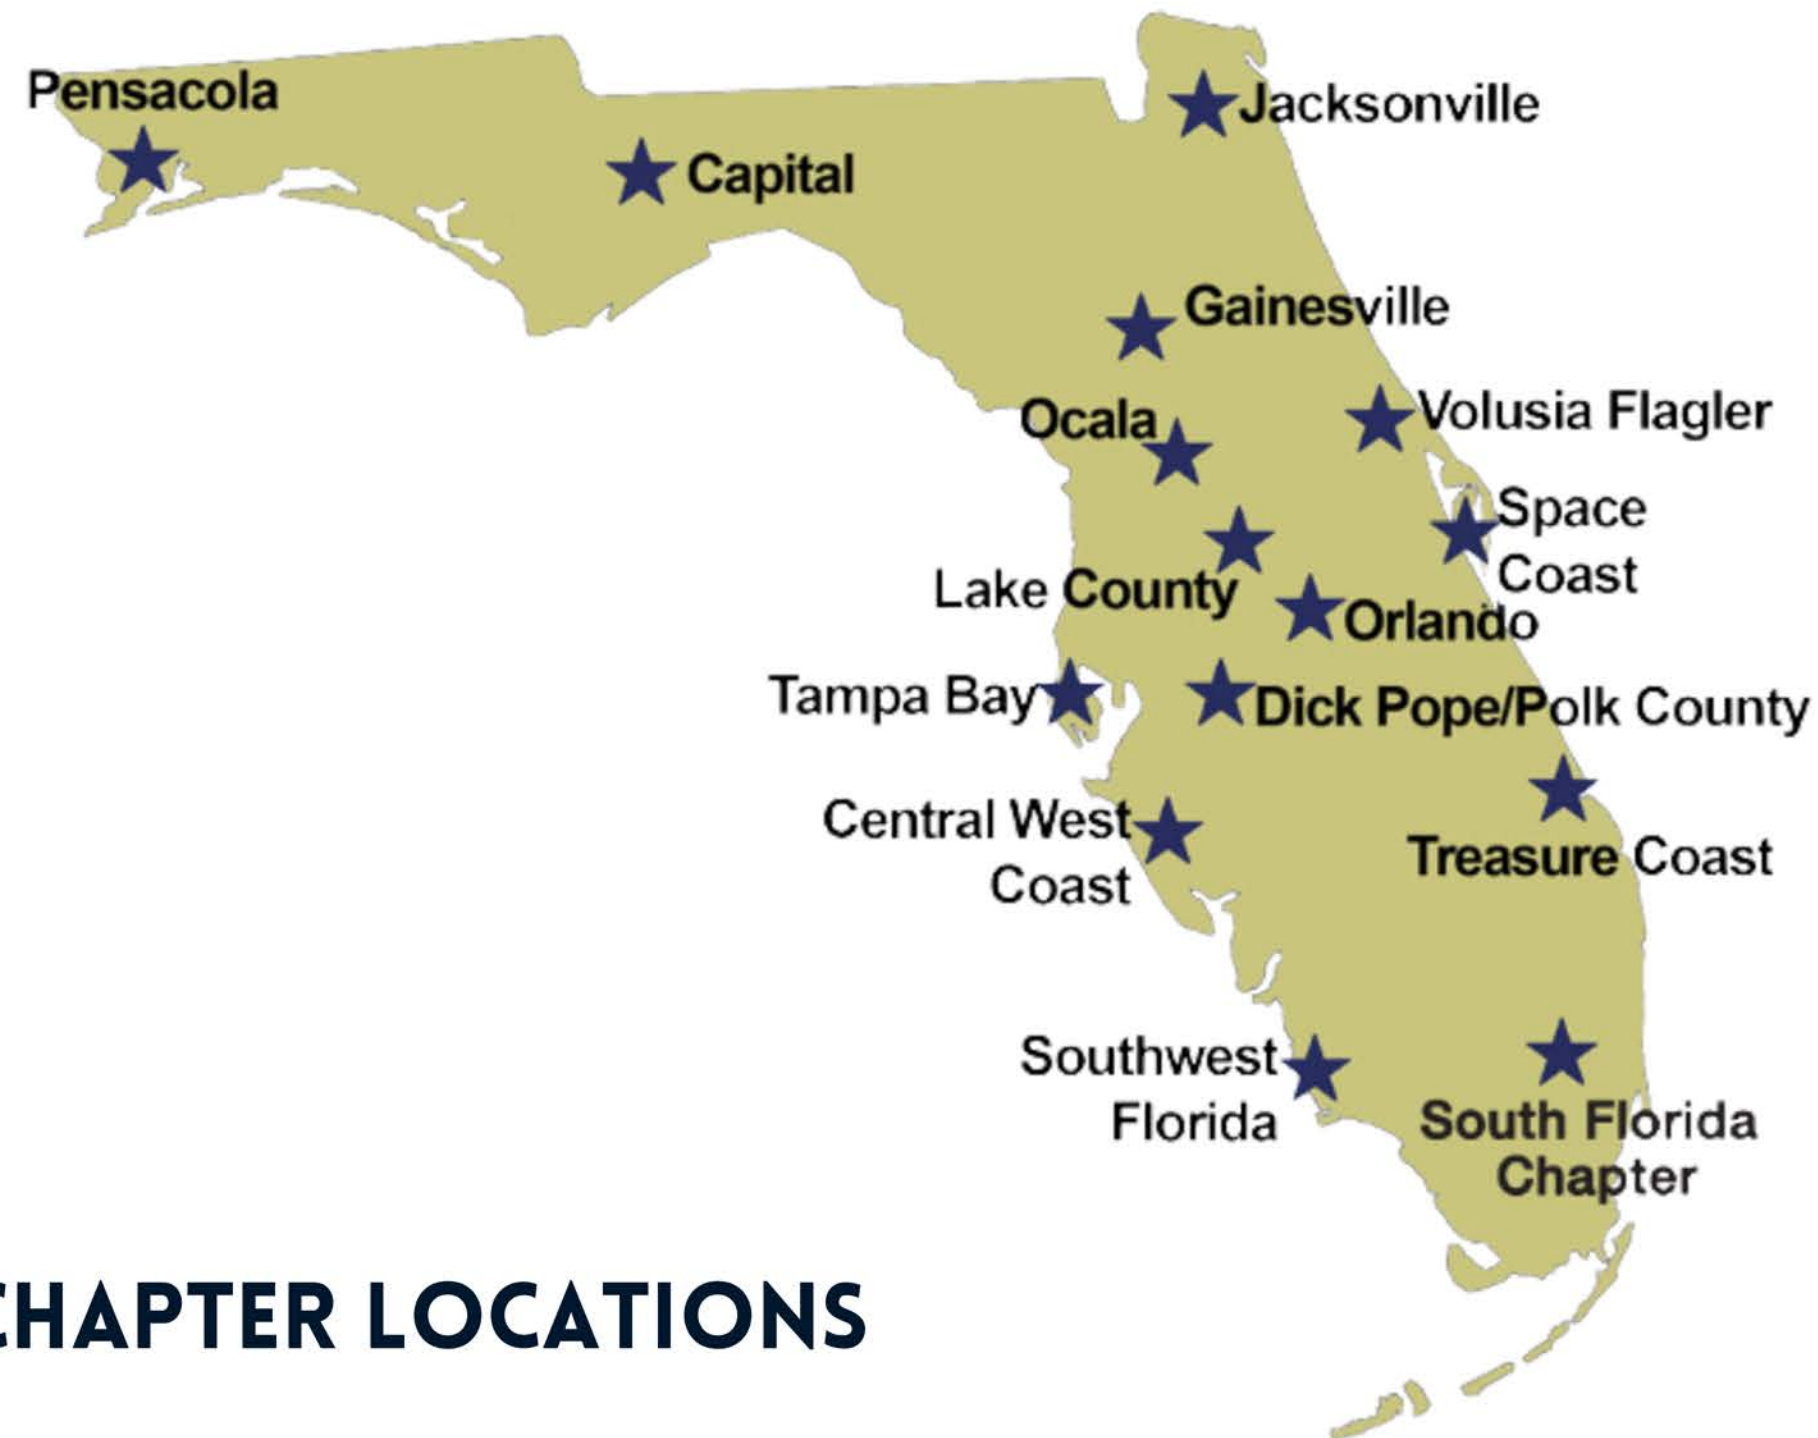 Pensacola
Jacksonville
Capital
Gainesville
Ocala
Volusia Flagler
Space
Coast
Lake County
Orlando
Tampa Bay
Dick Pope/Polk County
Central West
Coast
Treasure Coast
Southwest
Florida
South Florida
Chapter
CHAPTER LOCATIONS